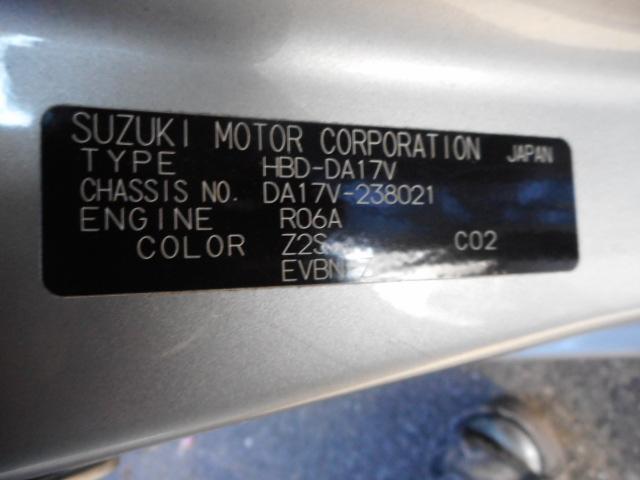 SUZUKI MOTOR CORPORATION JAPAN
TYPE HBD-DA17V
CHASSIS NO. DA17V-238021
ENGINE R06A
COLOR Z2S C02